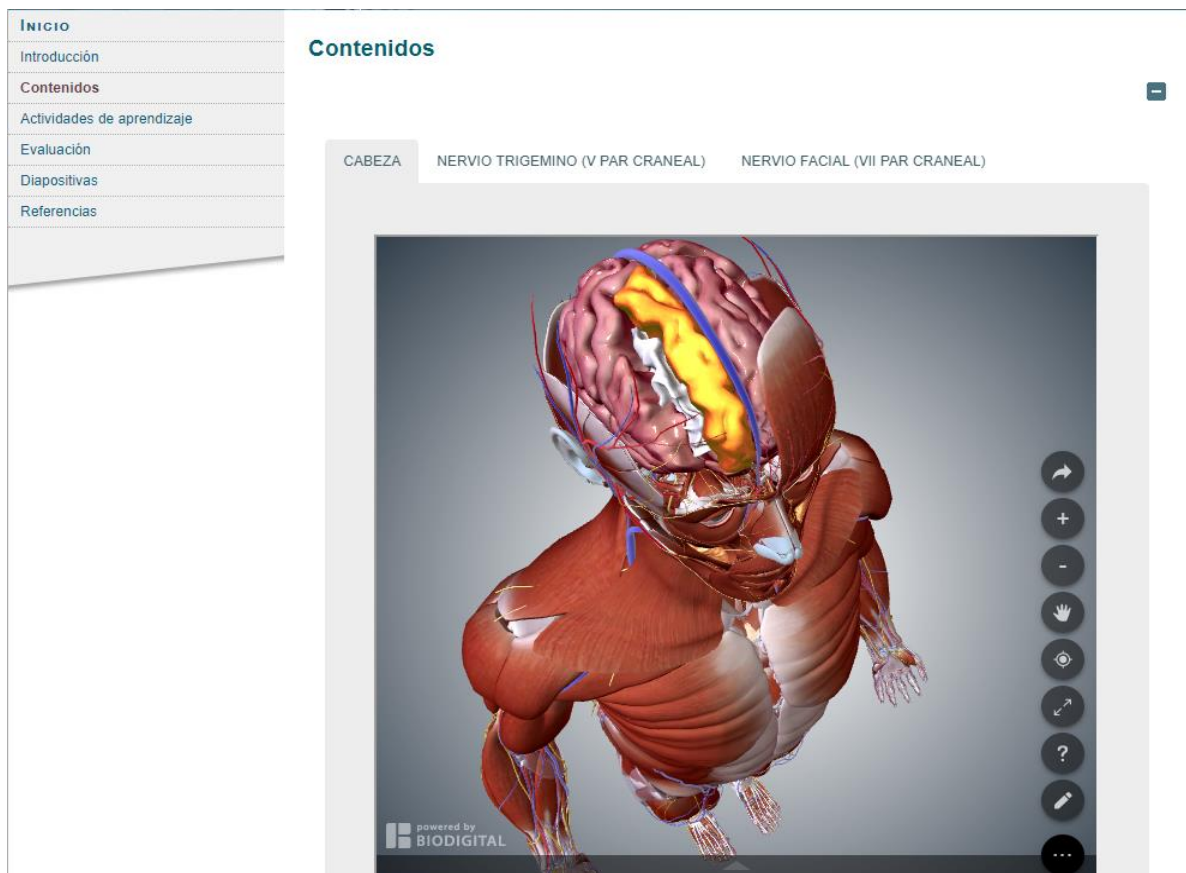 INICIO
Introducción
Contenidos
Actividades de aprendizaje
Evaluación
Diapositivas
Referencias
Contenidos
CABEZA NERVIO TRIGEMINO (V PAR CRANEAL) NERVIO FACIAL (VII PAR CRANEAL)
+
-
?
...
powered by
BIODIGITAL